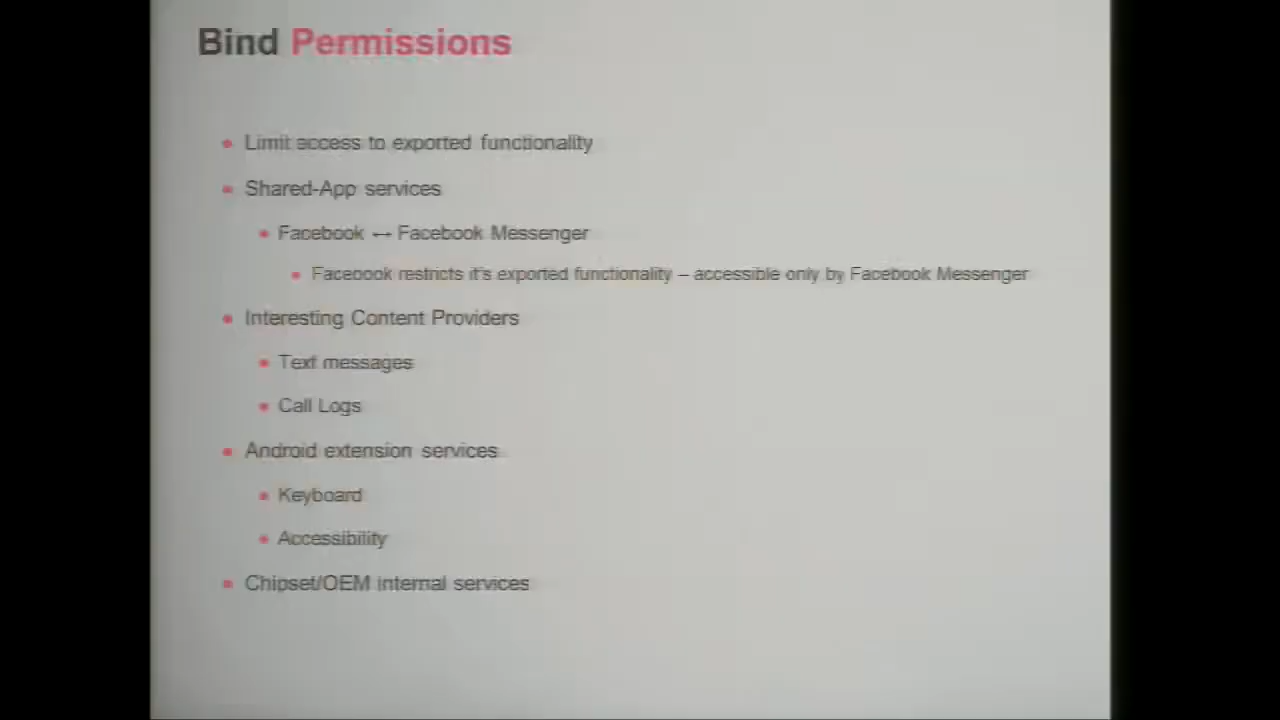 Bind Permissions
Limit access to exported functionality
Shared-App services
Facebook ↔ Facebook Messenger
Facebook restricts it's exported functionality – accessible only by Facebook Messenger
Interesting Content Providers
Text messages
Call Logs
Android extension services
Keyboard
Accessibility
Chipset/OEM internal services